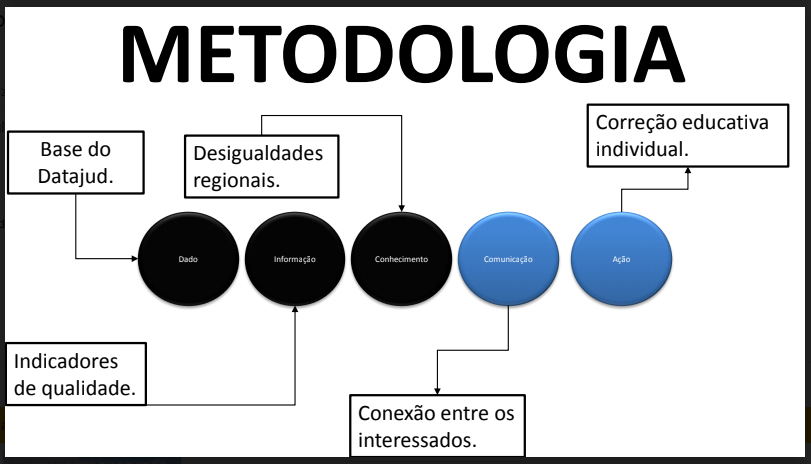 METODOLOGIA
Base do
Datajud.
Desigualdades
regionais.
Correção educativa
individual.
Dado
Informação
Conhecimento
Comunicação
Ação
Indicadores
de qualidade.
Conexão entre os
interessados.